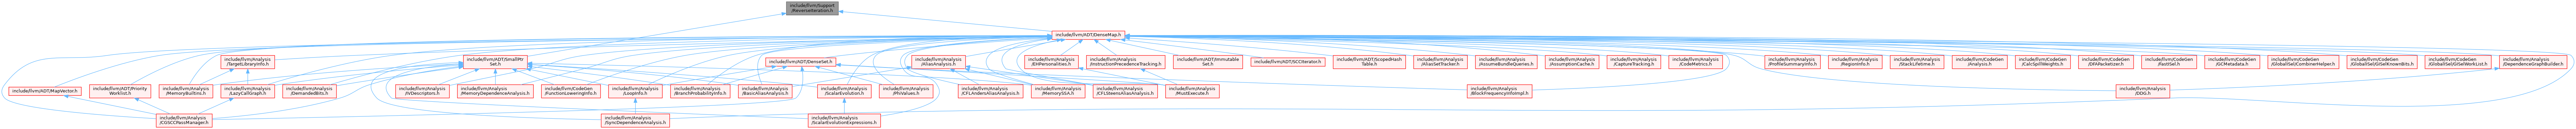 include/llvm/Support
/ReverseIteration.h
include/llvm/ADT/DenseMap.h
include/llvm/Analysis
/TargetLibraryInfo.h
include/llvm/ADT/SmallPtr
Set.h
include/llvm/ADT/DenseSet.h
include/llvm/Analysis
/AliasAnalysis.h
include/llvm/Analysis
/EHPersonalities.h
include/llvm/Analysis
/InstructionPrecedenceTracking.h
include/llvm/ADT/Immutable
Set.h
include/llvm/ADT/SCCIterator.h
include/llvm/ADT/ScopedHash
Table.h
include/llvm/Analysis
/AliasSetTracker.h
include/llvm/Analysis
/AssumeBundleQueries.h
include/llvm/Analysis
/AssumptionCache.h
include/llvm/Analysis
/CaptureTracking.h
include/llvm/Analysis
/CodeMetrics.h
include/llvm/Analysis
/ProfileSummaryInfo.h
include/llvm/Analysis
/RegionInfo.h
include/llvm/Analysis
/StackLifetime.h
include/llvm/CodeGen
/Analysis.h
include/llvm/CodeGen
/CalcSpillWeights.h
include/llvm/CodeGen
/DFAPacketizer.h
include/llvm/CodeGen
/FastISel.h
include/llvm/CodeGen
/GCMetadata.h
include/llvm/CodeGen
/GlobalISel/CombinerHelper.h
include/llvm/CodeGen
/GlobalISel/GISelKnownBits.h
include/llvm/CodeGen
/GlobalISel/GISelWorkList.h
include/llvm/Analysis
/DependenceGraphBuilder.h
include/llvm/ADT/MapVector.h
include/llvm/ADT/Priority
Worklist.h
include/llvm/Analysis
/MemoryBuiltins.h
include/llvm/Analysis
/LazyCallGraph.h
include/llvm/Analysis
/DemandedBits.h
include/llvm/Analysis
/IVDescriptors.h
include/llvm/Analysis
/MemoryDependenceAnalysis.h
include/llvm/CodeGen
/FunctionLoweringInfo.h
include/llvm/Analysis
/LoopInfo.h
include/llvm/Analysis
/BranchProbabilityInfo.h
include/llvm/Analysis
/BasicAliasAnalysis.h
include/llvm/Analysis
/ScalarEvolution.h
include/llvm/Analysis
/PhiValues.h
include/llvm/Analysis
/CFLAndersAliasAnalysis.h
include/llvm/Analysis
/MemorySSA.h
include/llvm/Analysis
/CFLSteensAliasAnalysis.h
include/llvm/Analysis
/MustExecute.h
include/llvm/Analysis
/BlockFrequencyInfoImpl.h
include/llvm/Analysis
/DDG.h
include/llvm/Analysis
/CGSCCPassManager.h
include/llvm/Analysis
/SyncDependenceAnalysis.h
include/llvm/Analysis
/ScalarEvolutionExpressions.h